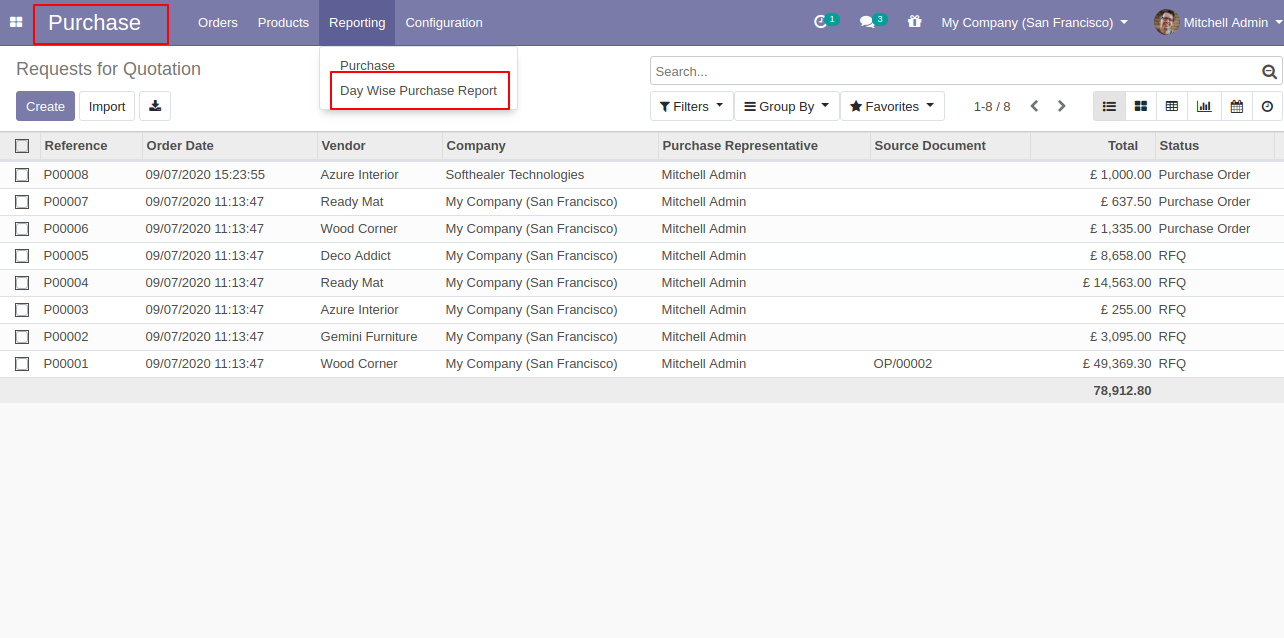 Purchase Orders Products Reporting Configuration 1 3 My Company (San Francisco) Mitchell Admin
Purchase
Day Wise Purchase Report
Requests for Quotation
Search...
Create Import Filters Group By Favorites 1-8 / 8
Reference Order Date Vendor Company Purchase Representative Source Document Total Status
P00008 09/07/2020 15:23:55 Azure Interior Softhealer Technologies Mitchell Admin £ 1,000.00 Purchase Order
P00007 09/07/2020 11:13:47 Ready Mat My Company (San Francisco) Mitchell Admin £ 637.50 Purchase Order
P00006 09/07/2020 11:13:47 Wood Corner My Company (San Francisco) Mitchell Admin £ 1,335.00 Purchase Order
P00005 09/07/2020 11:13:47 Deco Addict My Company (San Francisco) Mitchell Admin £ 8,658.00 RFQ
P00004 09/07/2020 11:13:47 Ready Mat My Company (San Francisco) Mitchell Admin £ 14,563.00 RFQ
P00003 09/07/2020 11:13:47 Azure Interior My Company (San Francisco) Mitchell Admin £ 255.00 RFQ
P00002 09/07/2020 11:13:47 Gemini Furniture My Company (San Francisco) Mitchell Admin £ 3,095.00 RFQ
P00001 09/07/2020 11:13:47 Wood Corner My Company (San Francisco) Mitchell Admin OP/00002 £ 49,369.30 RFQ
78,912.80